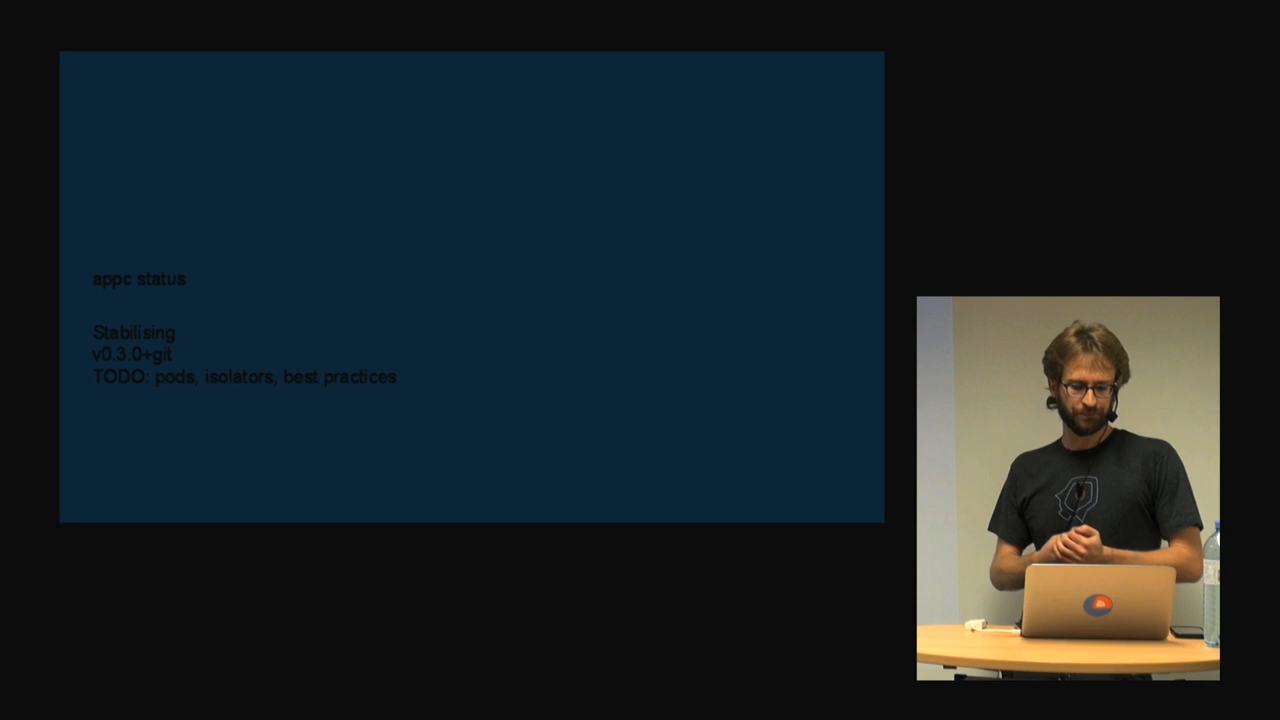 appc status
Stabilising
v0.3.0+git
TODO: pods, isolators, best practices